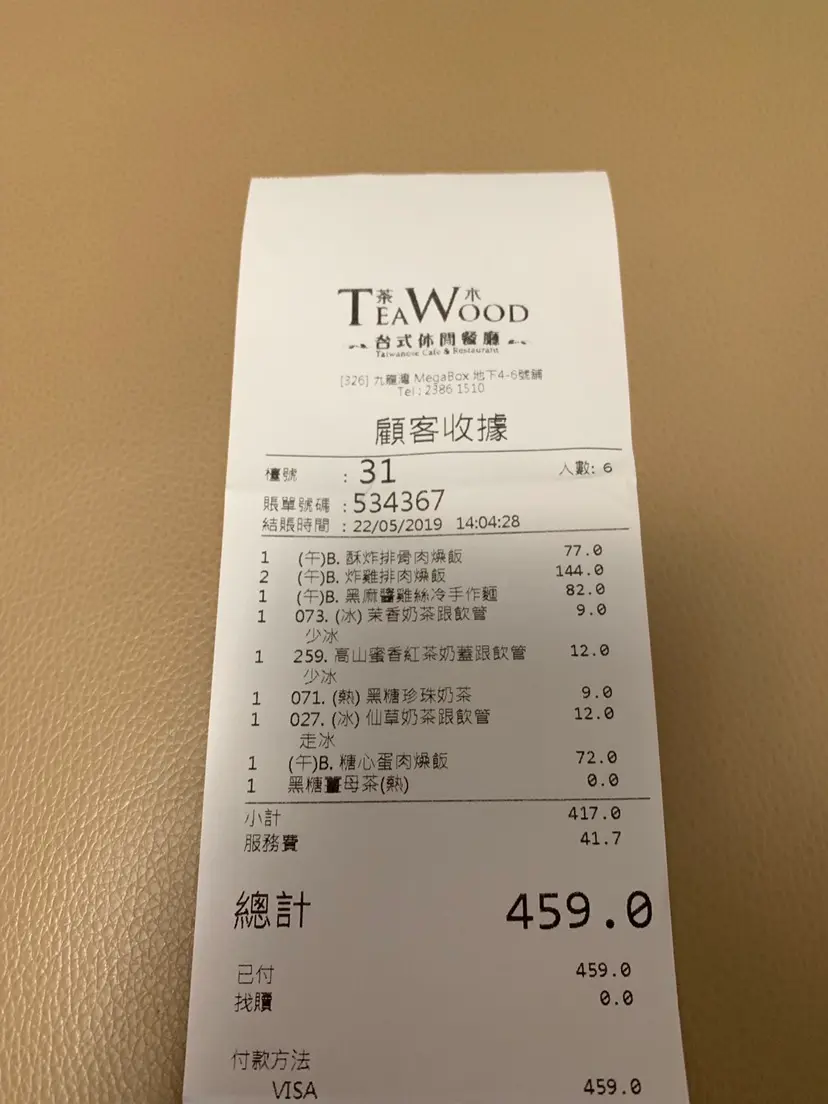 茶 木
TEAWOOD
台式休閒餐廳
Taiwanese Cafe & Restaurant
[326] 九龍灣 MegaBox 地下4-6號舖
Tel : 2386 1510
顧客收據
檯號 : 31 人數: 6
賬單號碼 : 534367
結賬時間 : 22/05/2019 14:04:28
1 (午)B. 酥炸排骨肉燥飯 77.0
2 (午)B. 炸雞排肉燥飯 144.0
1 (午)B. 黑麻醬雞絲冷手作麵 82.0
1 073. (冰) 茉香奶茶跟飲管 9.0
少冰
1 259. 高山蜜香紅茶奶蓋跟飲管 12.0
少冰
1 071. (熱) 黑糖珍珠奶茶 9.0
1 027. (冰) 仙草奶茶跟飲管 12.0
走冰
1 (午)B. 糖心蛋肉燥飯 72.0
1 黑糖薑母茶(熱) 0.0
小計 417.0
服務費 41.7
總計 459.0
已付 459.0
找贖 0.0
付款方法
VISA 459.0